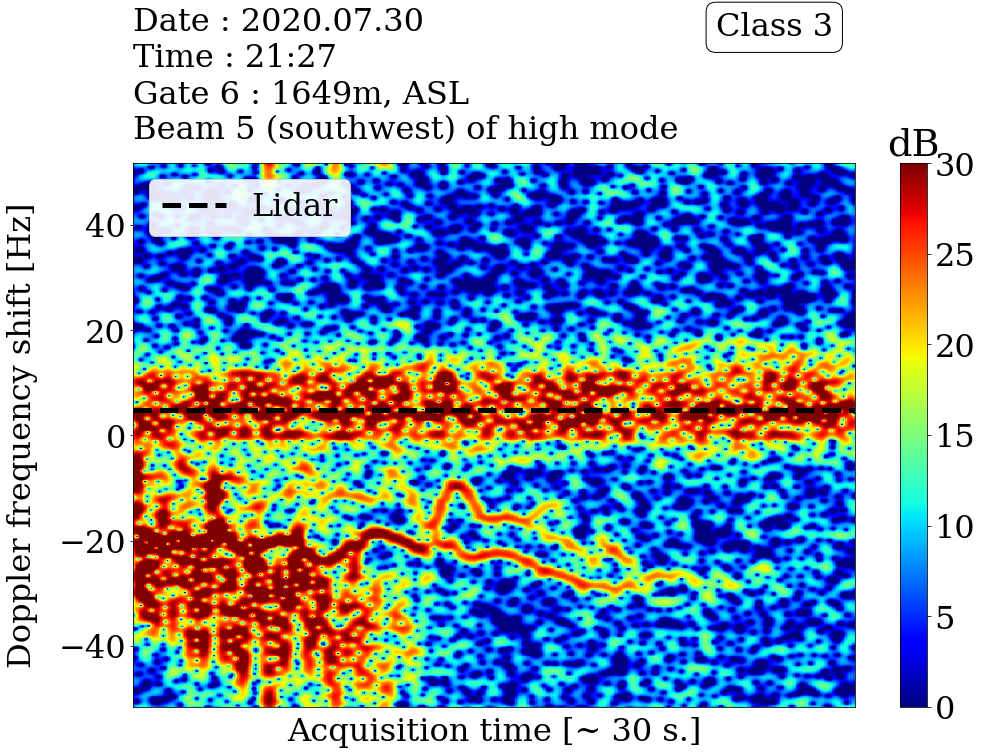 Date : 2020.07.30
Time : 21:27
Gate 6 : 1649m, ASL
Beam 5 (southwest) of high mode
Class 3
dB
Lidar
Doppler frequency shift [Hz]
40
20
0
−20
−40
30
25
20
15
10
5
0
Acquisition time [~ 30 s.]